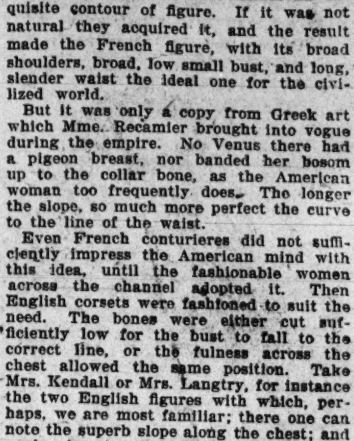 quisite contour of figure. If it was not
natural they acquired it, and the result
made the French figure, with its broad
shoulders, broad, low small bust, and long,
slender waist the ideal one for the civi-
lized world.
But it was only a copy from Greek art
which Mme. Recamier brought into vogue
during the empire. No Venus there had
a pigeon breast, nor banded her bosom
up to the collar bone, as the American
woman too frequently does. The longer
the slope, so much more perfect the curve
to the line of the waist.
Even French conturieres did not suffi-
ciently impress the American mind with
this idea, until the fashionable women
across the channel adopted it. Then
English corsets were fashioned to suit the
need. The bones were either cut suf-
ficiently low for the bust to fall to the
correct line, or the fulness across the
chest allowed the same position. Take
Mrs. Kendall or Mrs. Langtry, for instance
the two English figures with which, per-
haps, we are most familiar; there one can
note the superb slope along the chest; and